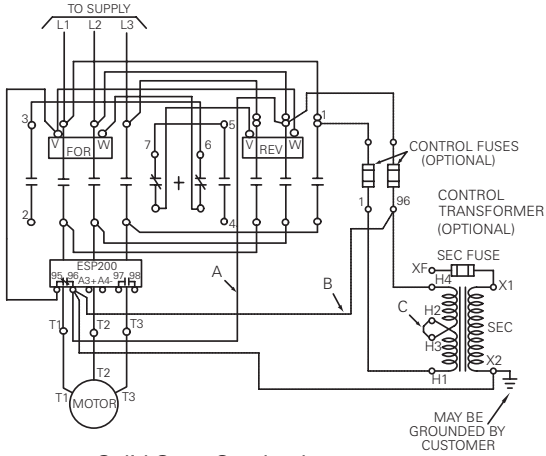 TO SUPPLY
L1 L2 L3
3 7 6 5 1
V FOR W V REV W
CONTROL FUSES
(OPTIONAL)
2 4 1 96
CONTROL
TRANSFORMER
(OPTIONAL)
ESP200
95 96 A3+ A4- 97 98
A B C
SEC FUSE
XF X1
H4
H2
H3
SEC
H1 X2
T1 T2 T3
T1 T2 T3
MOTOR
MAY BE
GROUNDED BY
CUSTOMER